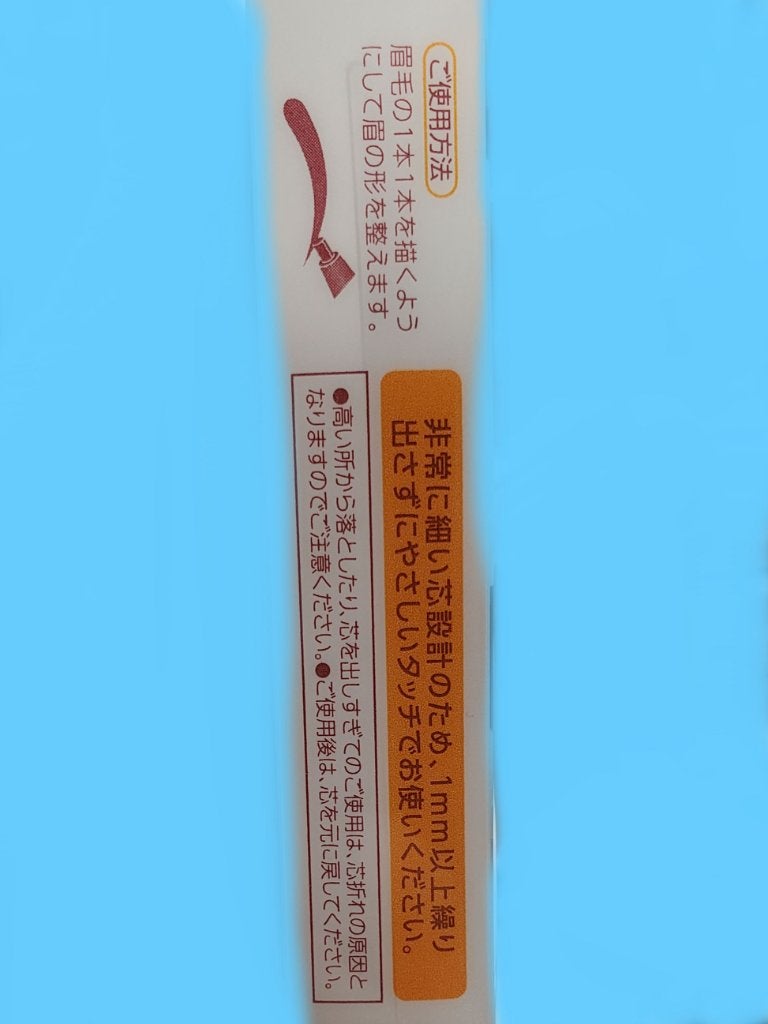 ご使用方法
眉毛の1本1本を描くよう
にして眉の形を整えます。
非常に細い芯設計のため、1mm以上繰り
出さずにやさしいタッチでお使いください。
●高い所から落としたり、芯を出しすぎてのご使用は、芯折れの原因と
なりますのでご注意ください。●ご使用後は、芯を元に戻してください。